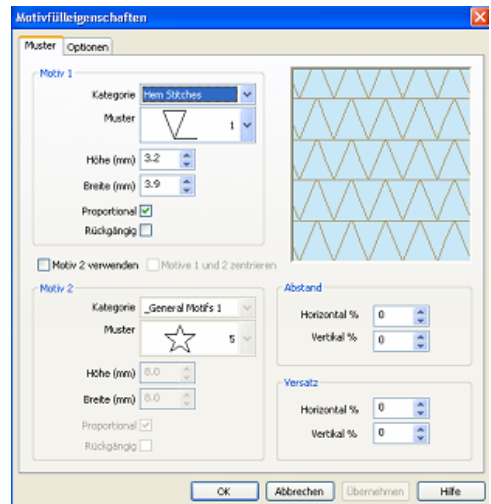 Motivfülleigenschaften
Muster Optionen
Motiv 1
Kategorie Hem Stitches
Muster 1
Höhe (mm) 3.2
Breite (mm) 3.9
Proportional
Rückgängig
Motiv 2 verwenden Motive 1 und 2 zentrieren
Motiv 2
Kategorie _General Motifs 1
Muster 5
Höhe (mm) 8.0
Breite (mm) 8.0
Proportional
Rückgängig
Abstand
Horizontal % 0
Vertikal % 0
Versatz
Horizontal % 0
Vertikal % 0
OK Abbrechen Übernehmen Hilfe